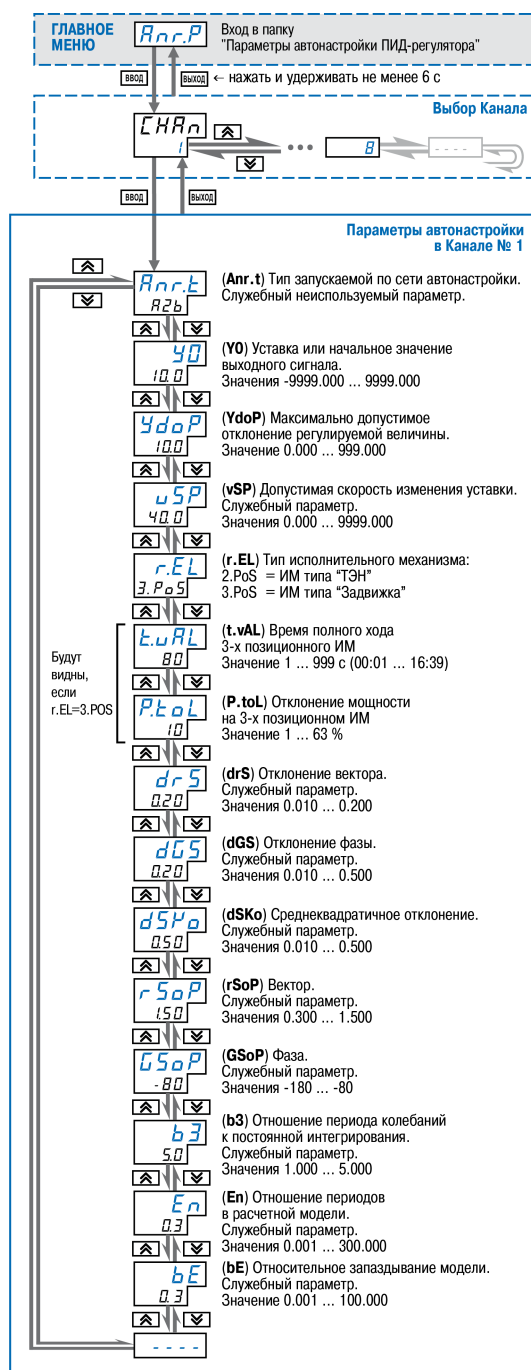 ГЛАВНОЕ
МЕНЮ
Anr.P
Вход в папку
"Параметры автонастройки ПИД-регулятора"
ВВОД
ВЫХОД
← нажать и удерживать не менее 6 с
Выбор Канала
CHAn
1
•••
8
- - - -
ВВОД
ВЫХОД
Параметры автонастройки
в Канале № 1
Anr.t
A2b
(Anr.t) Тип запускаемой по сети автонастройки.
Служебный неиспользуемый параметр.
Y0
10.0
(Y0) Уставка или начальное значение
выходного сигнала.
Значения -9999.000 ... 9999.000
YdoP
10.0
(YdoP) Максимально допустимое
отклонение регулируемой величины.
Значение 0.000 ... 999.000
vSP
40.0
(vSP) Допустимая скорость изменения уставки.
Служебный параметр.
Значения 0.000 ... 9999.000
r.EL
3.PoS
(r.EL) Тип исполнительного механизма:
2.PoS = ИМ типа “ТЭН”
3.PoS = ИМ типа “Задвижка”
Будут
видны,
если
r.EL=3.POS
t.vAL
80
(t.vAL) Время полного хода
3-х позиционного ИМ
Значение 1 ... 999 с (00:01 ... 16:39)
P.toL
10
(P.toL) Отклонение мощности
на 3-х позиционном ИМ
Значение 1 ... 63 %
drS
0.20
(drS) Отклонение вектора.
Служебный параметр.
Значения 0.010 ... 0.200
dGS
0.20
(dGS) Отклонение фазы.
Служебный параметр.
Значения 0.010 ... 0.500
dSKo
0.50
(dSKo) Среднеквадратичное отклонение.
Служебный параметр.
Значения 0.010 ... 0.500
rSoP
1.50
(rSoP) Вектор.
Служебный параметр.
Значения 0.300 ... 1.500
GSoP
-80
(GSoP) Фаза.
Служебный параметр.
Значения -180 ... -80
b3
5.0
(b3) Отношение периода колебаний
к постоянной интегрирования.
Служебный параметр.
Значения 1.000 ... 5.000
En
0.3
(En) Отношение периодов
в расчетной модели.
Служебный параметр.
Значения 0.001 ... 300.000
bE
0.3
(bE) Относительное запаздывание модели.
Служебный параметр.
Значение 0.001 ... 100.000
- - - -